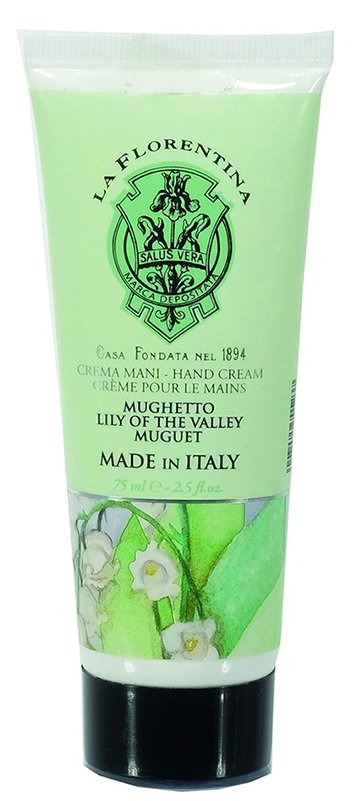 LA FLORENTINA
SALUS VERA
MARCA DEPOSITATA
CASA FONDATA NEL 1894
CREMA MANI - HAND CREAM
CRÈME POUR LE MAINS
MUGHETTO
LILY OF THE VALLEY
MUGUET
MADE IN ITALY
75 ml ℮ - 2.5 fl.oz.